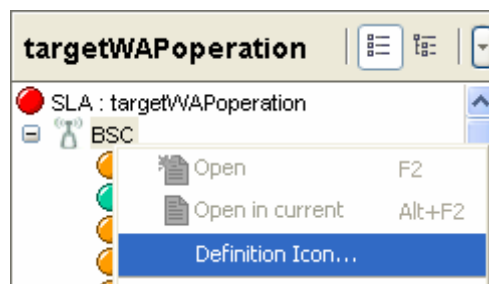 targetWAPoperation
SLA : targetWAPoperation
BSC
Open F2
Open in current Alt+F2
Definition Icon...